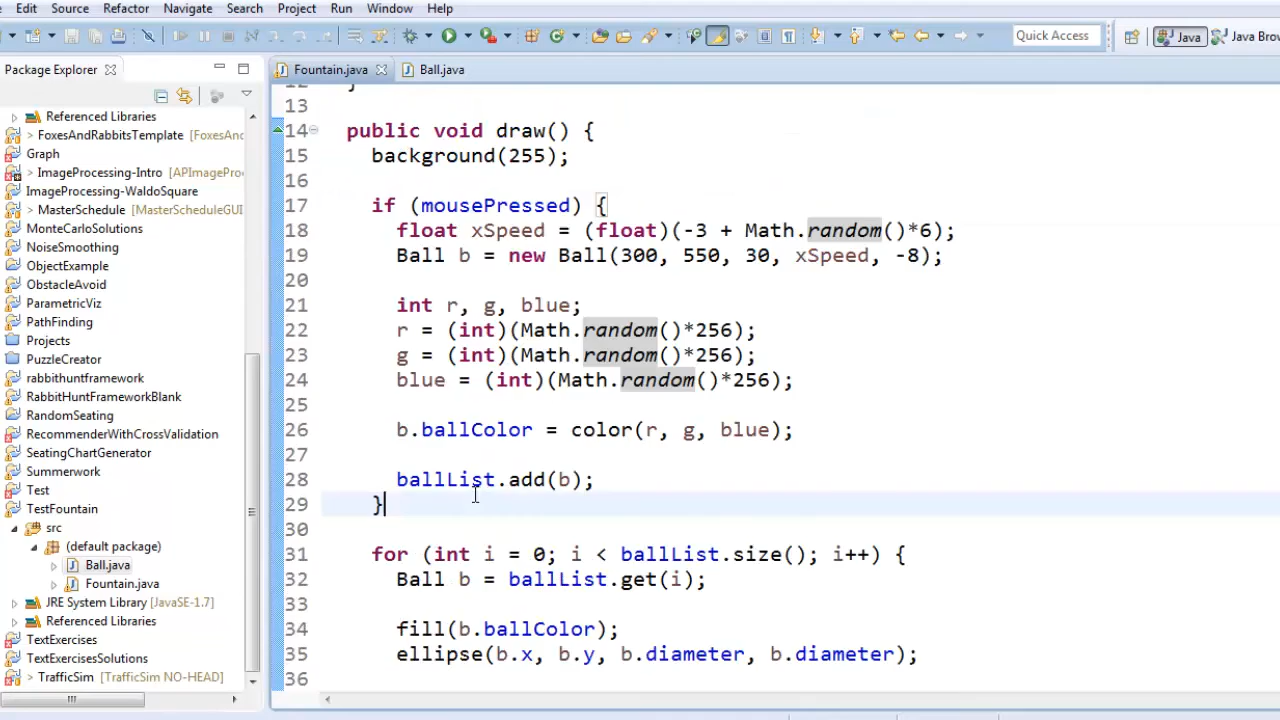 Edit Source Refactor Navigate Search Project Run Window Help
Quick Access
Java
Java Brow
Package Explorer
Fountain.java
Ball.java
Referenced Libraries
> FoxesAndRabbitsTemplate [FoxesAnd
Graph
> ImageProcessing-Intro [APImagePro
ImageProcessing-WaldoSquare
> MasterSchedule [MasterScheduleGUI
MonteCarloSolutions
NoiseSmoothing
ObjectExample
ObstacleAvoid
ParametricViz
PathFinding
Projects
PuzzleCreator
rabbithuntframework
RabbitHuntFrameworkBlank
RandomSeating
RecommenderWithCrossValidation
SeatingChartGenerator
Summerwork
Test
TestFountain
src
(default package)
Ball.java
Fountain.java
JRE System Library [JavaSE-1.7]
Referenced Libraries
TextExercises
TextExercisesSolutions
> TrafficSim [TrafficSim NO-HEAD]
12 }
13
14 public void draw() {
15 background(255);
16
17 if (mousePressed) {
18 float xSpeed = (float)(-3 + Math.random()*6);
19 Ball b = new Ball(300, 550, 30, xSpeed, -8);
20
21 int r, g, blue;
22 r = (int)(Math.random()*256);
23 g = (int)(Math.random()*256);
24 blue = (int)(Math.random()*256);
25
26 b.ballColor = color(r, g, blue);
27
28 ballList.add(b);
29 }
30
31 for (int i = 0; i < ballList.size(); i++) {
32 Ball b = ballList.get(i);
33
34 fill(b.ballColor);
35 ellipse(b.x, b.y, b.diameter, b.diameter);
36